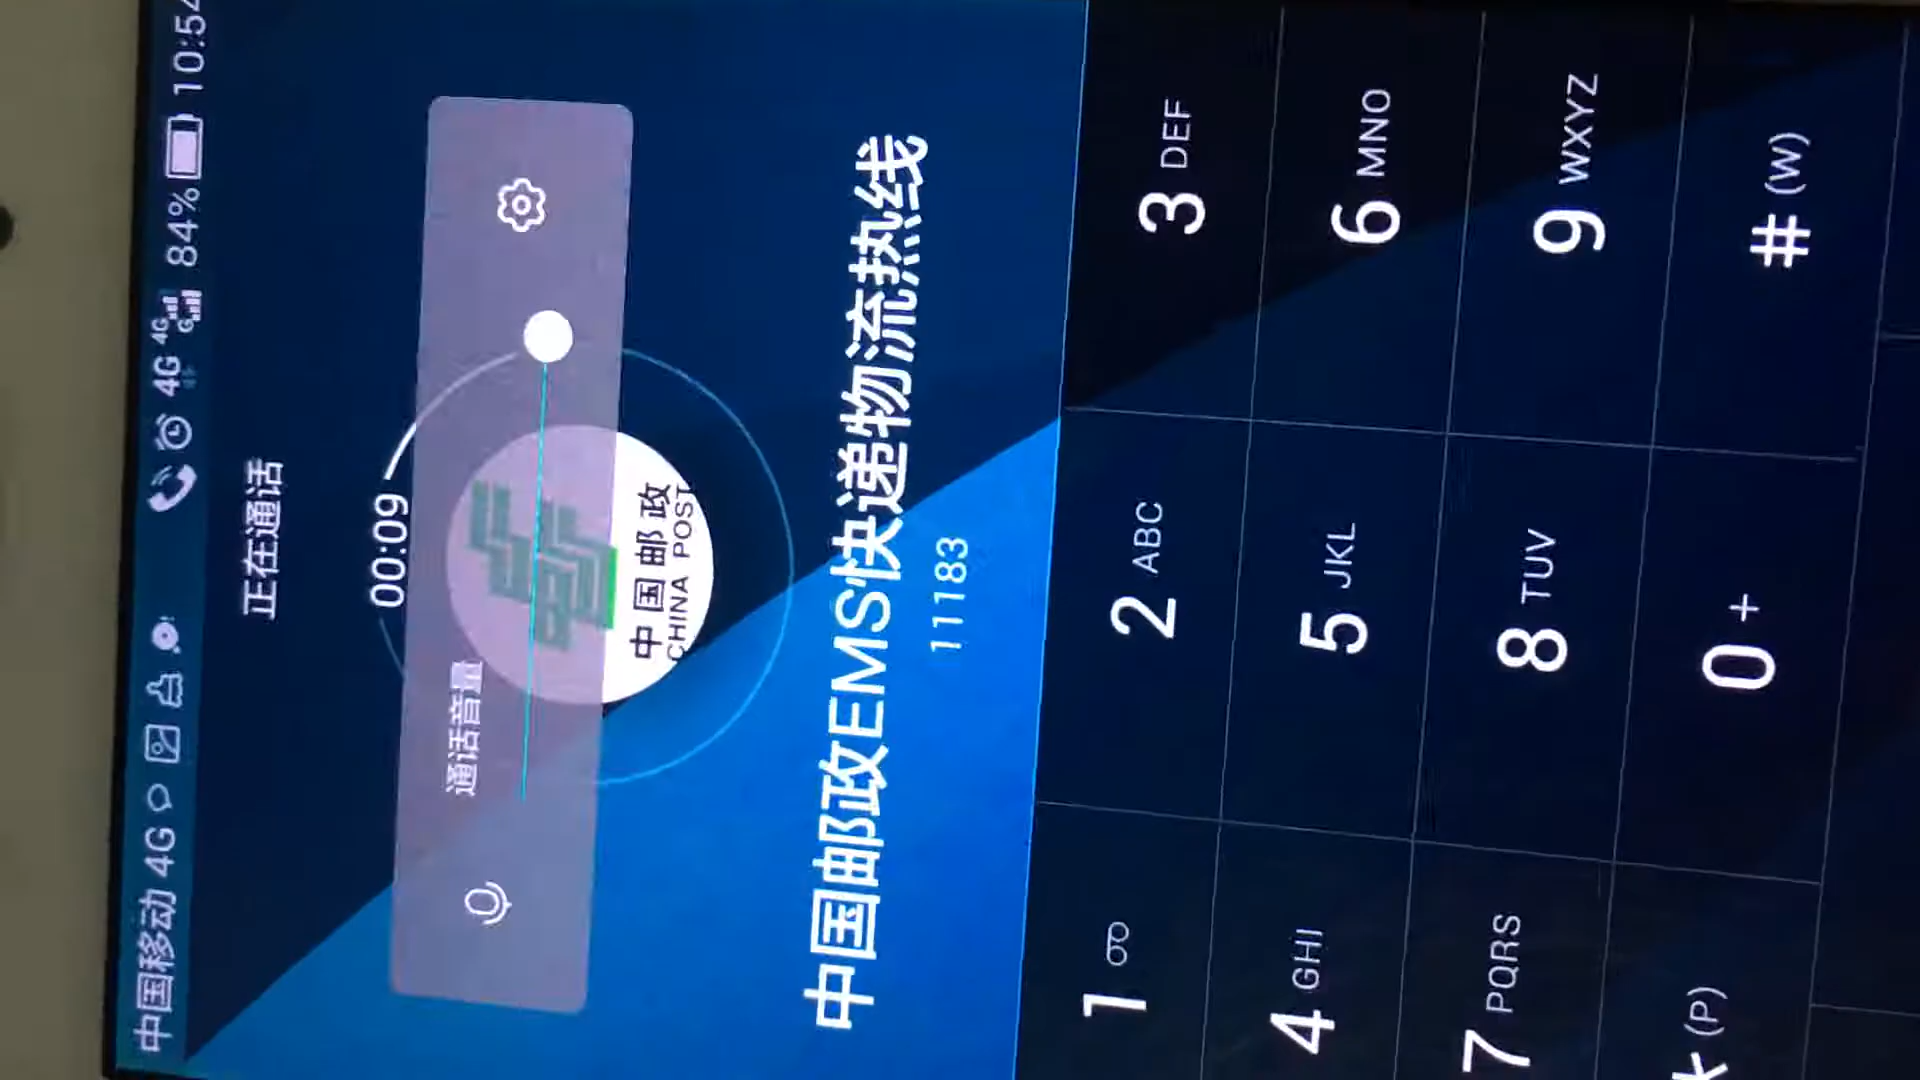 中国移动 4G 4G 4G G 84% 10:54
正在通话
00:09
通话音量
中国邮政
CHINA POST
中国邮政EMS快递物流热线
11183
1 2 ABC 3 DEF
4 GHI 5 JKL 6 MNO
7 PQRS 8 TUV 9 WXYZ
(P) 0 + # (W)